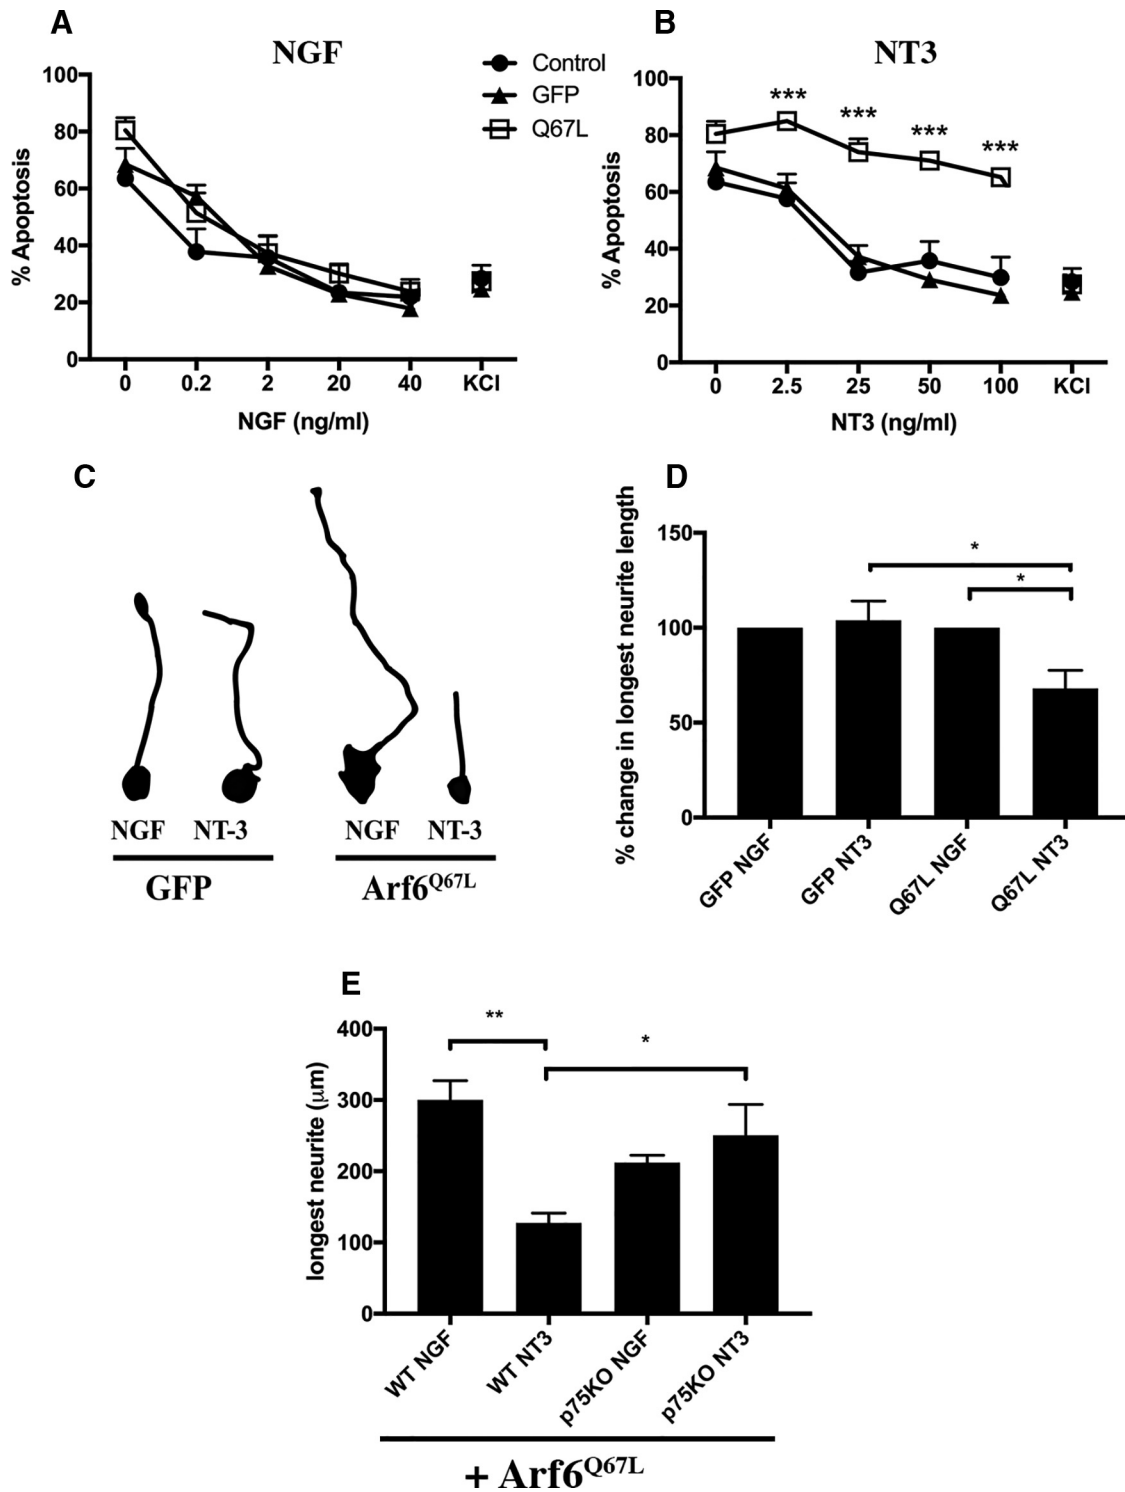 A
NGF
Control
GFP
Q67L
% Apoptosis
100
80
60
40
20
0
0 0.2 2 20 40 KCl
NGF (ng/ml)
B
NT3
% Apoptosis
100
80
60
40
20
0
***
***
***
***
0 2.5 25 50 100 KCl
NT3 (ng/ml)
C
NGF NT-3
GFP
NGF NT-3
Arf6Q67L
D
% change in longest neurite length
150
100
50
0
*
*
GFP NGF
GFP NT3
Q67L NGF
Q67L NT3
E
longest neurite (μm)
400
300
200
100
0
**
*
WT NGF
WT NT3
p75KO NGF
p75KO NT3
+ Arf6Q67L